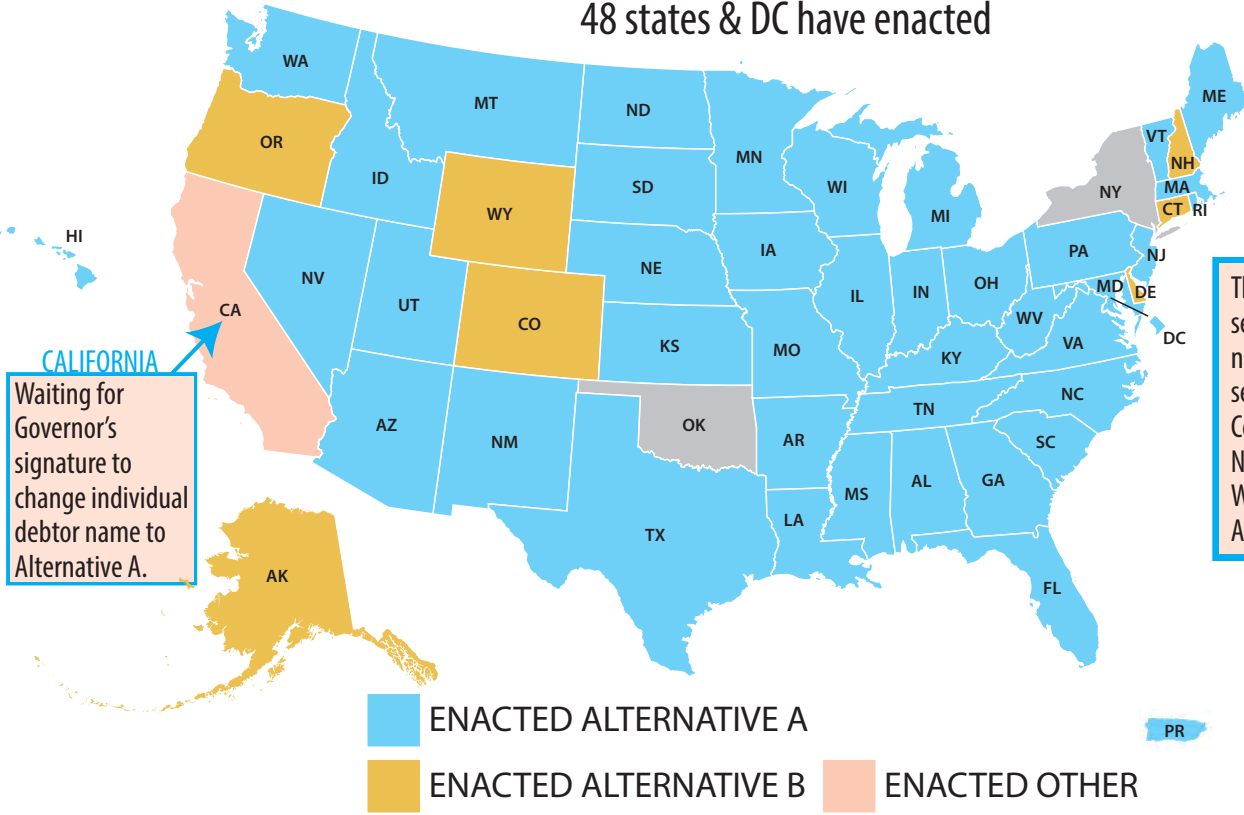 48 states & DC have enacted
WA
MT
ND
MN
ME
VT
NH
OR
ID
SD
WI
MI
NY
MA
CT
RI
WY
HI
NV
UT
CO
NE
IA
IL
IN
OH
PA
NJ
MD
DE
DC
CA
KS
MO
KY
WV
VA
CALIFORNIA
Waiting for
Governor's
signature to
change individual
debtor name to
Alternative A.
AZ
NM
OK
AR
TN
NC
SC
TX
LA
MS
AL
GA
FL
AK
PR
ENACTED ALTERNATIVE A
ENACTED ALTERNATIVE B
ENACTED OTHER